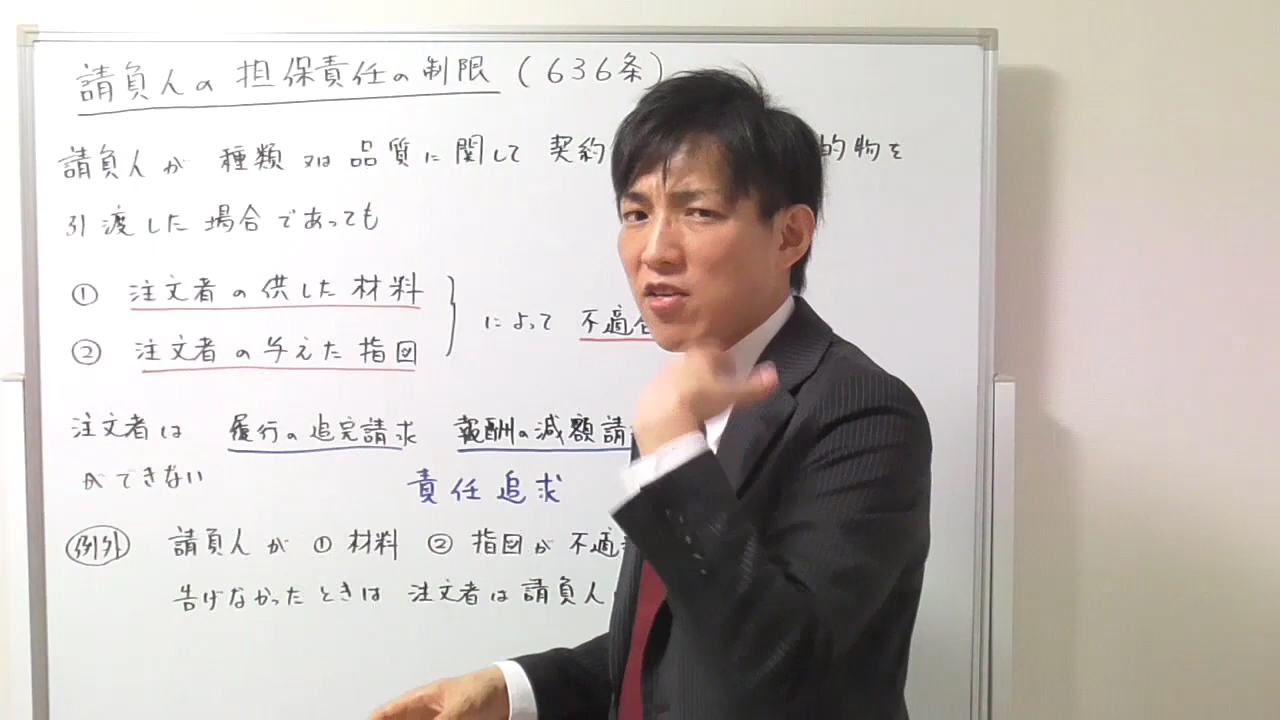 請負人の担保責任の制限（636条）
請負人が 種類 又は 品質に関して 契約 的物を
引渡した場合であっても
① 注文者の供した材料
によって 不適合
② 注文者の与えた指図
注文者は 履行の追完請求 報酬の減額請
ができない
責任追求
例外 請負人が ① 材料 ② 指図が 不適
告げなかったときは 注文者は請負人